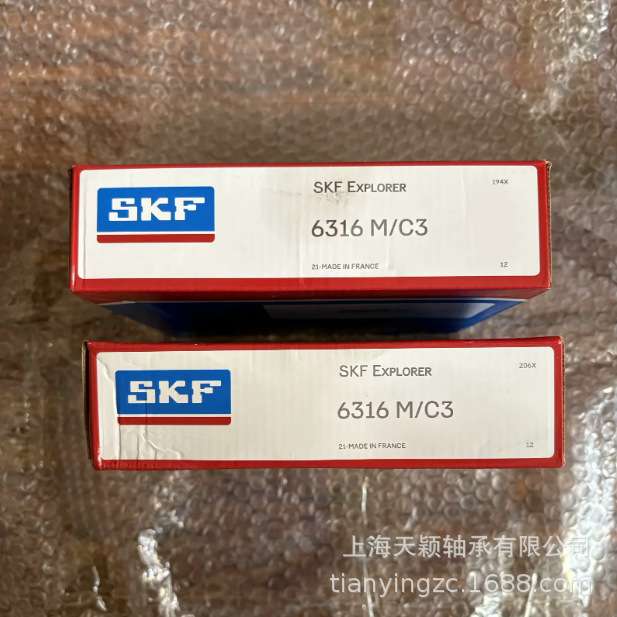 SKF
SKF EXPLORER
194X
6316 M/C3
21-MADE IN FRANCE
12
SKF
SKF EXPLORER
206X
6316 M/C3
21-MADE IN FRANCE
12
上海天颖轴承有限公司
tianyingzc.1688.com